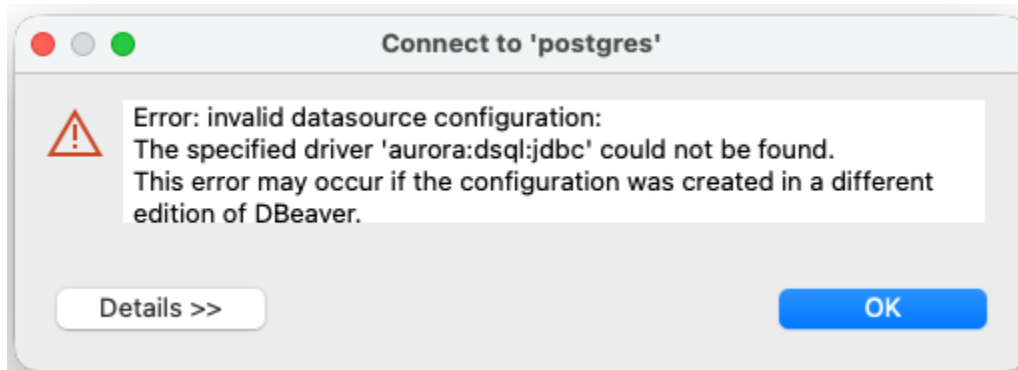 Connect to 'postgres'
Error: invalid datasource configuration:
The specified driver 'aurora:dsql:jdbc' could not be found.
This error may occur if the configuration was created in a different
edition of DBeaver.
Details >>
OK